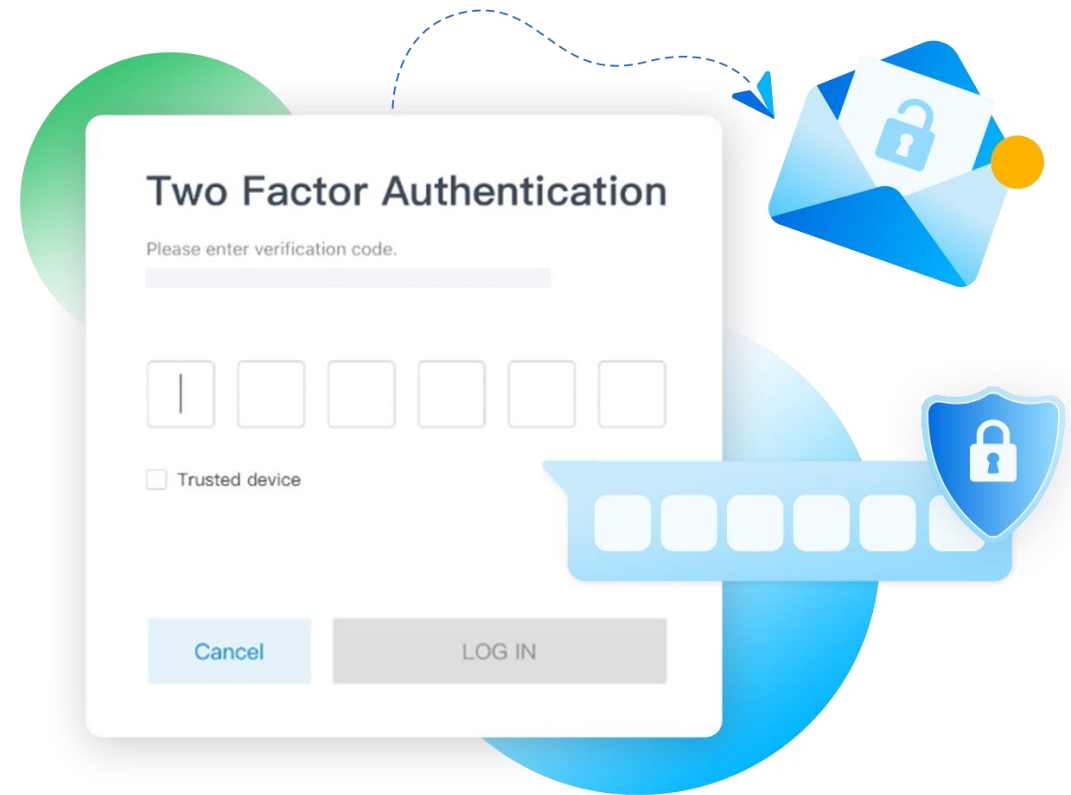 Two Factor Authentication
Please enter verification code.
Trusted device
Cancel
LOG IN